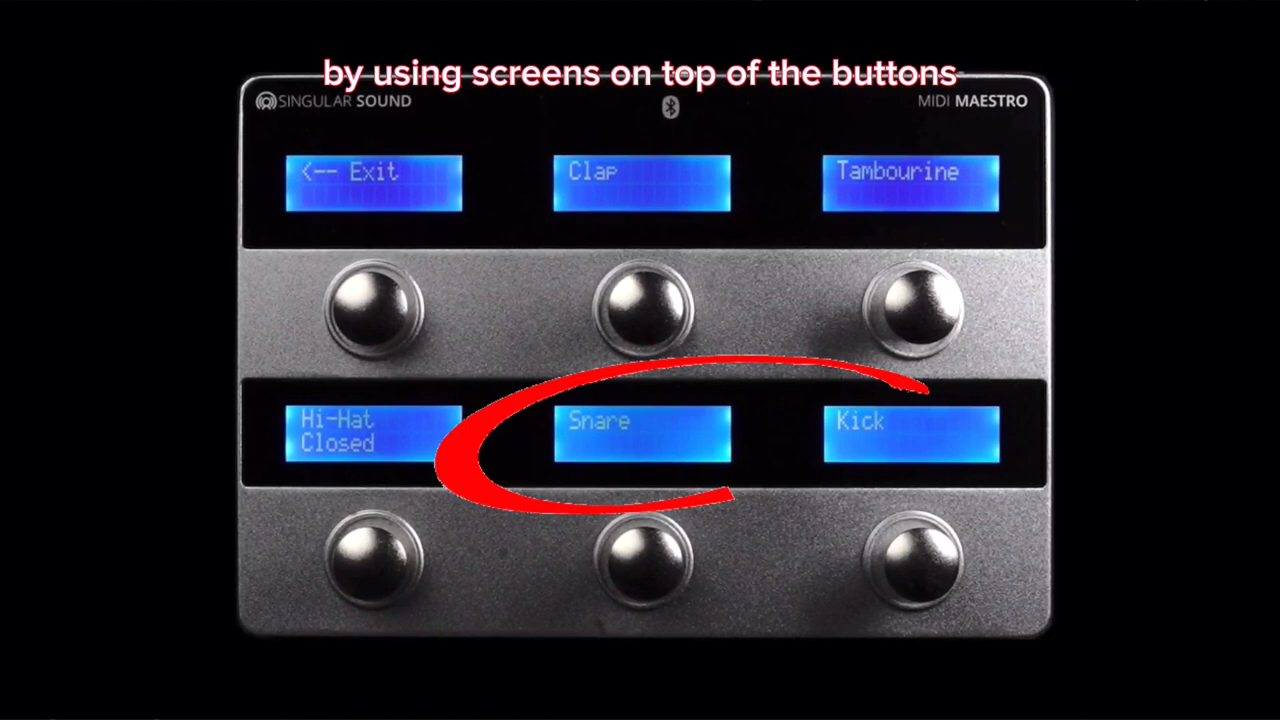 by using screens on top of the buttons
SINGULAR SOUND
MIDI MAESTRO
<-- Exit
Clap
Tambourine
Hi-Hat
Closed
Snare
Kick